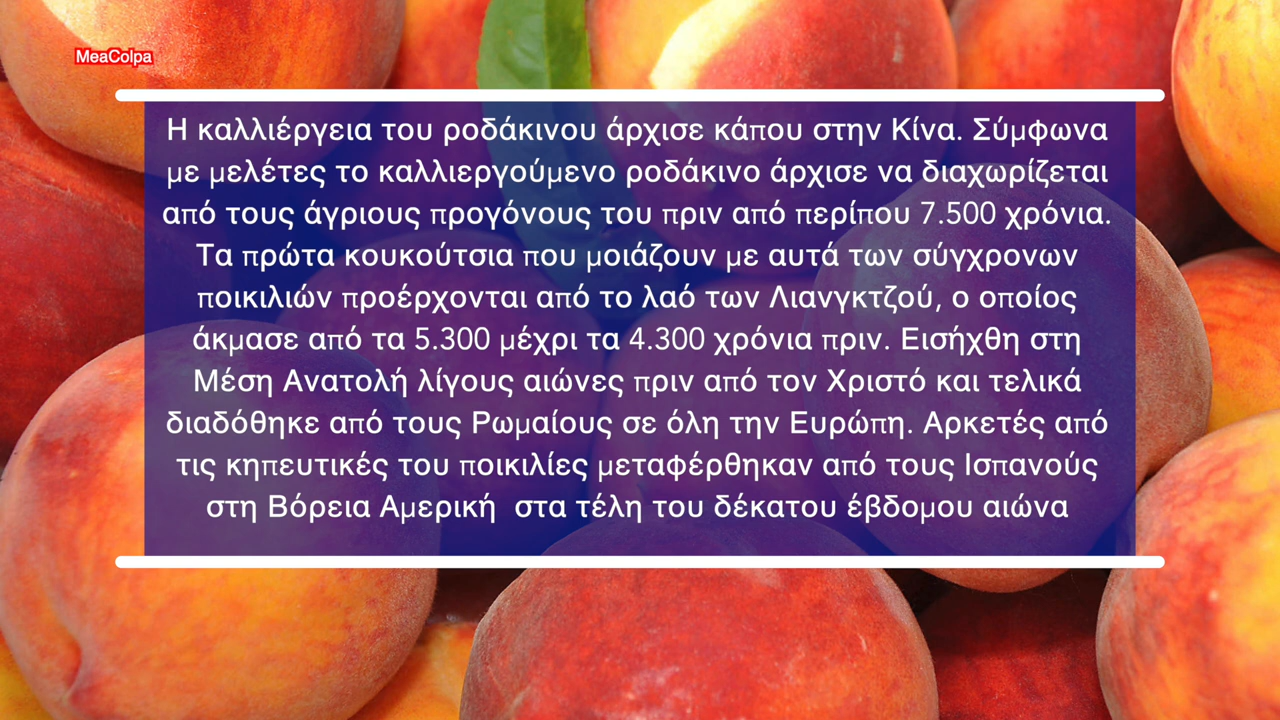 MeaColpa
Η καλλιέργεια του ροδάκινου άρχισε κάπου στην Κίνα. Σύμφωνα
με μελέτες το καλλιεργούμενο ροδάκινο άρχισε να διαχωρίζεται
από τους άγριους προγόνους του πριν από περίπου 7.500 χρόνια.
Τα πρώτα κουκούτσια που μοιάζουν με αυτά των σύγχρονων
ποικιλιών προέρχονται από το λαό των Λιανγκτζού, ο οποίος
άκμασε από τα 5.300 μέχρι τα 4.300 χρόνια πριν. Εισήχθη στη
Μέση Ανατολή λίγους αιώνες πριν από τον Χριστό και τελικά
διαδόθηκε από τους Ρωμαίους σε όλη την Ευρώπη. Αρκετές από
τις κηπευτικές του ποικιλίες μεταφέρθηκαν από τους Ισπανούς
στη Βόρεια Αμερική  στα τέλη του δέκατου έβδομου αιώνα